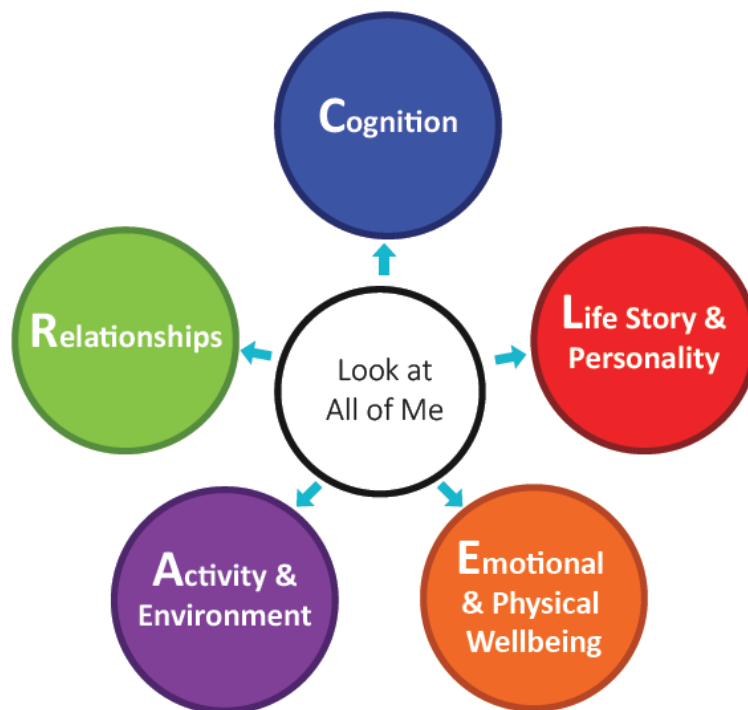 Cognition
Life Story &
Personality
Emotional
& Physical
Wellbeing
Activity &
Environment
Relationships
Look at
All of Me